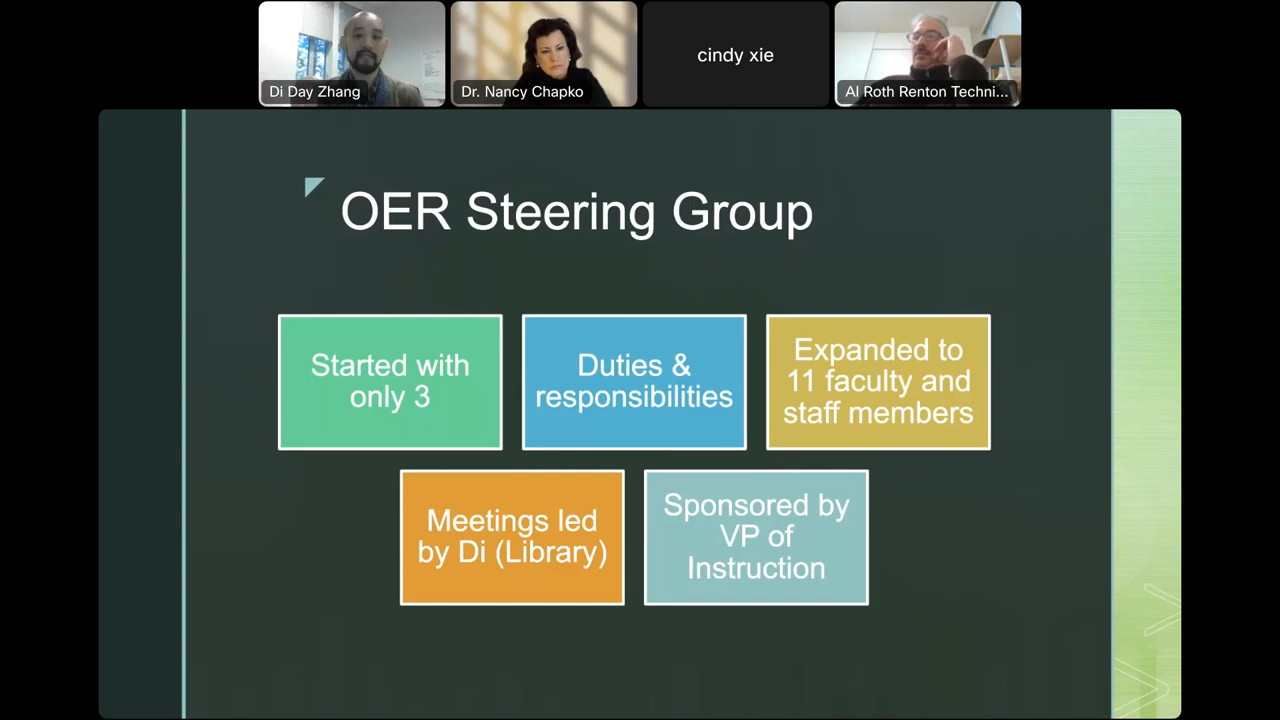 Di Day Zhang
Dr. Nancy Chapko
cindy xie
Al Roth Renton Techni...
OER Steering Group
Started with
only 3
Duties &
responsibilities
Expanded to
11 faculty and
staff members
Meetings led
by Di (Library)
Sponsored by
VP of
Instruction